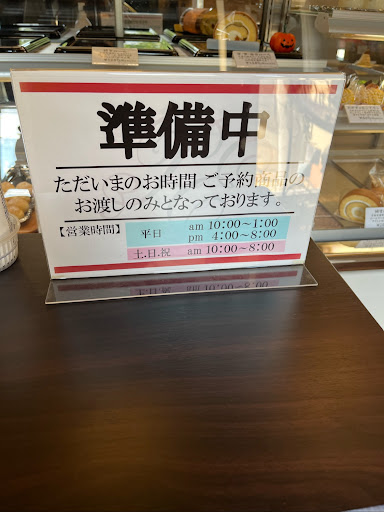 準備中
ただいまのお時間 ご予約商品の
お渡しのみとなっております。
【営業時間】 平日 am 10:00～1:00
pm 4:00～8:00
土.日.祝 am 10:00～8:00